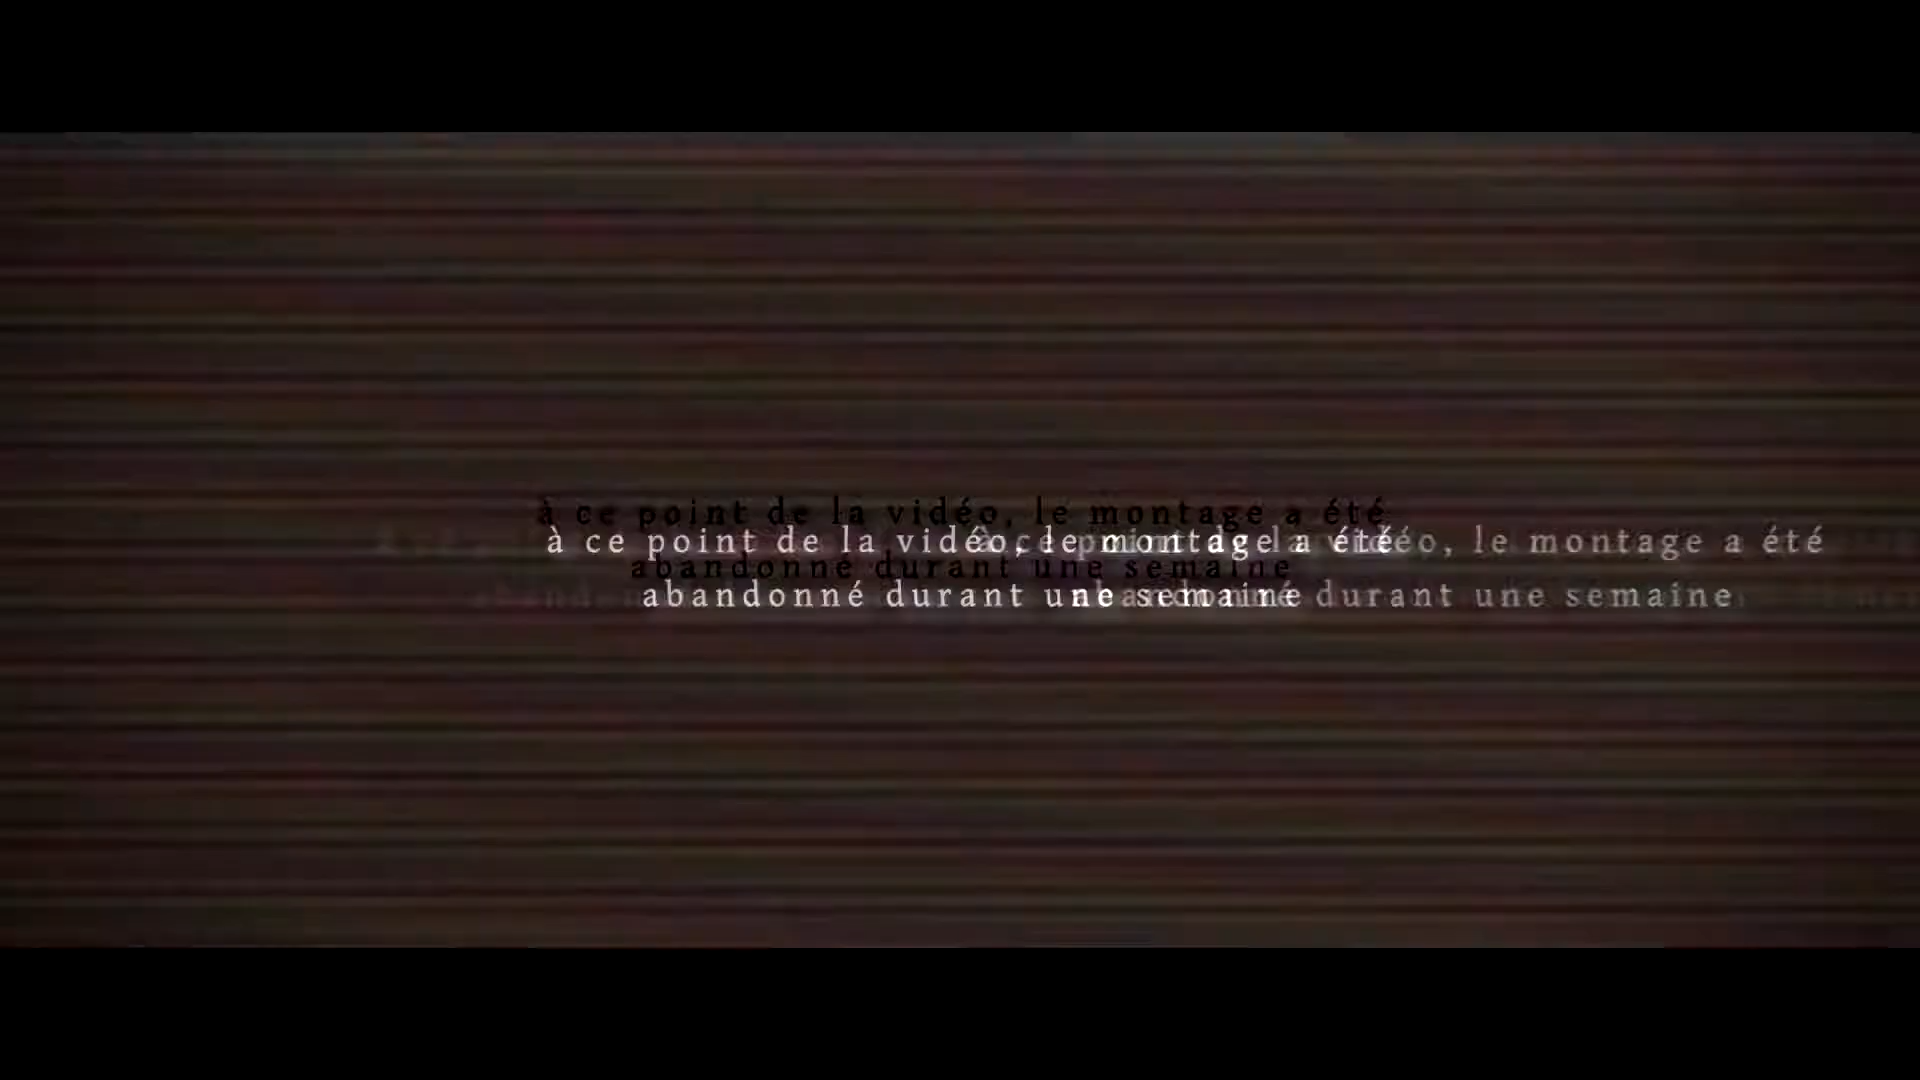 à ce point de la vidéo, le montage a été
abandonné durant une semaine